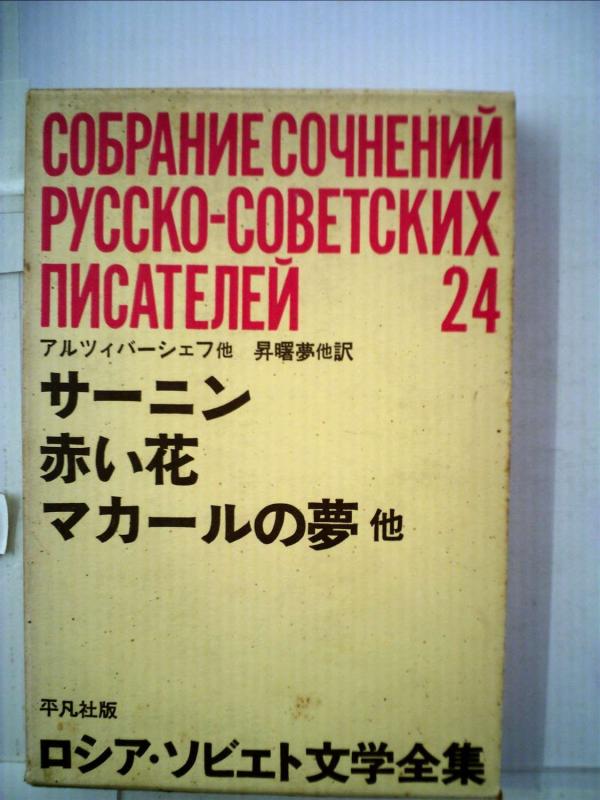 СОБРАНИЕ СОЧНЕНИЙ
РУССКО-СОВЕТСКИХ
ПИСАТЕЛЕЙ 24
アルツィバーシェフ他 昇曙夢他訳
サーニン
赤い花
マカールの夢 他
平凡社版
ロシア・ソビエト文学全集